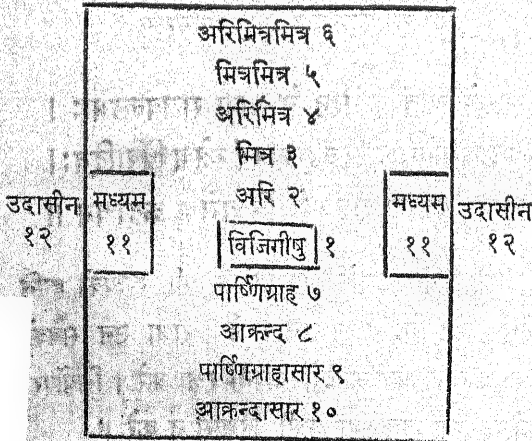 अरिमित्रमित्र ६
मित्रमित्र ५
अरिमित्र ४
मित्र ३
अरि २
उदासीन १२
मध्यम ११
विजिगीषु १
मध्यम ११
उदासीन १२
पार्ष्णिग्राह ७
आक्रन्द ८
पार्ष्णिग्राहासार ९
आक्रन्दासार १०